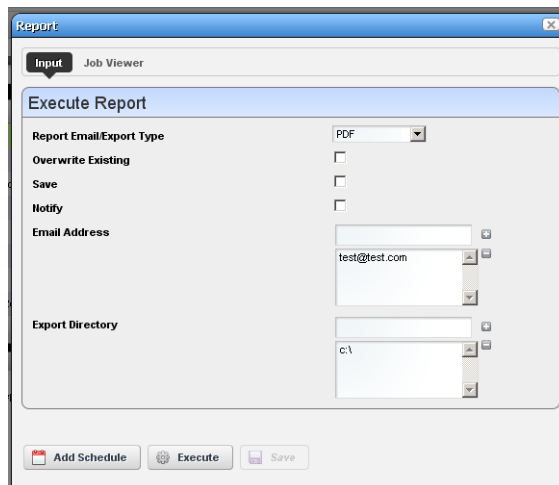 Report
Input Job Viewer
Execute Report
Report Email/Export Type PDF
Overwrite Existing
Save
Notify
Email Address
test@test.com
Export Directory
c:\
Add Schedule Execute Save